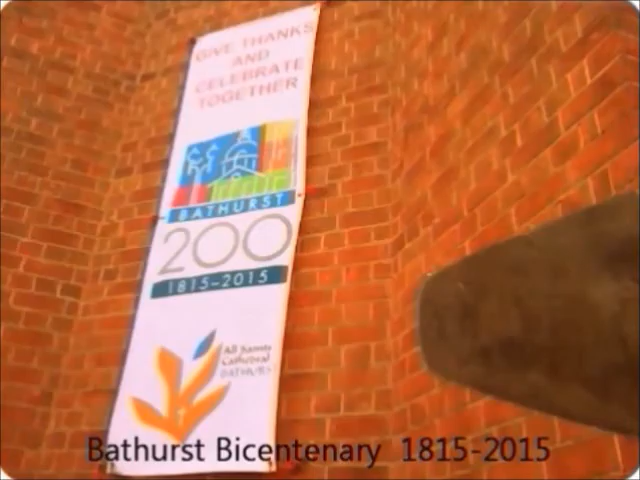 GIVE THANKS
AND
CELEBRATE
TOGETHER
BATHURST
200
1815-2015
All Saints
Cathedral
BATHURST
Bathurst Bicentenary 1815-2015